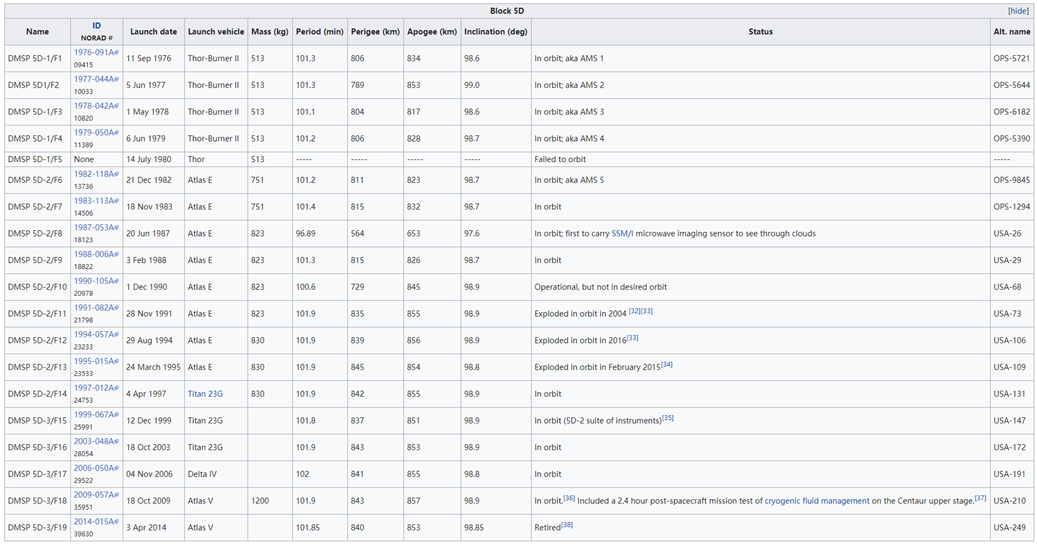 Block 5D [hide]
Name ID NORAD # Launch date Launch vehicle Mass (kg) Period (min) Perigee (km) Apogee (km) Inclination (deg) Status Alt. name
DMSP 5D-1/F1 1976-091A 09415 11 Sep 1976 Thor-Burner II 513 101.3 806 834 98.6 In orbit; aka AMS 1 OPS-5721
DMSP 5D1/F2 1977-044A 10033 5 Jun 1977 Thor-Burner II 513 101.3 789 853 99.0 In orbit; aka AMS 2 OPS-5644
DMSP 5D-1/F3 1978-042A 10820 1 May 1978 Thor-Burner II 513 101.1 804 817 98.6 In orbit; aka AMS 3 OPS-6182
DMSP 5D-1/F4 1979-050A 11389 6 Jun 1979 Thor-Burner II 513 101.2 806 828 98.7 In orbit; aka AMS 4 OPS-5390
DMSP 5D-1/F5 None 14 July 1980 Thor 513 ----- ----- ----- ----- Failed to orbit -----
DMSP 5D-2/F6 1982-118A 13736 21 Dec 1982 Atlas E 751 101.2 811 823 98.7 In orbit; aka AMS 5 OPS-9845
DMSP 5D-2/F7 1983-113A 14506 18 Nov 1983 Atlas E 751 101.4 815 832 98.7 In orbit OPS-1294
DMSP 5D-2/F8 1987-053A 18123 20 Jun 1987 Atlas E 823 96.89 564 653 97.6 In orbit; first to carry SSM/I microwave imaging sensor to see through clouds USA-26
DMSP 5D-2/F9 1988-006A 18822 3 Feb 1988 Atlas E 823 101.3 815 826 98.7 In orbit USA-29
DMSP 5D-2/F10 1990-105A 20978 1 Dec 1990 Atlas E 823 100.6 729 845 98.9 Operational, but not in desired orbit USA-68
DMSP 5D-2/F11 1991-082A 21798 28 Nov 1991 Atlas E 823 101.9 835 855 98.9 Exploded in orbit in 2004 [32][33] USA-73
DMSP 5D-2/F12 1994-057A 23233 29 Aug 1994 Atlas E 830 101.9 839 856 98.9 Exploded in orbit in 2016[33] USA-106
DMSP 5D-2/F13 1995-015A 23533 24 March 1995 Atlas E 830 101.9 845 854 98.8 Exploded in orbit in February 2015[34] USA-109
DMSP 5D-2/F14 1997-012A 24753 4 Apr 1997 Titan 23G 830 101.9 842 855 98.9 In orbit USA-131
DMSP 5D-3/F15 1999-067A 25991 12 Dec 1999 Titan 23G 101.8 837 851 98.9 In orbit (5D-2 suite of instruments)[35] USA-147
DMSP 5D-3/F16 2003-048A 28054 18 Oct 2003 Titan 23G 101.9 843 853 98.9 In orbit USA-172
DMSP 5D-3/F17 2006-050A 29522 04 Nov 2006 Delta IV 102 841 855 98.8 In orbit USA-191
DMSP 5D-3/F18 2009-057A 35951 18 Oct 2009 Atlas V 1200 101.9 843 857 98.9 In orbit.[36] Included a 2.4 hour post-spacecraft mission test of cryogenic fluid management on the Centaur upper stage.[37] USA-210
DMSP 5D-3/F19 2014-015A 39630 3 Apr 2014 Atlas V 101.85 840 853 98.85 Retired[38] USA-249